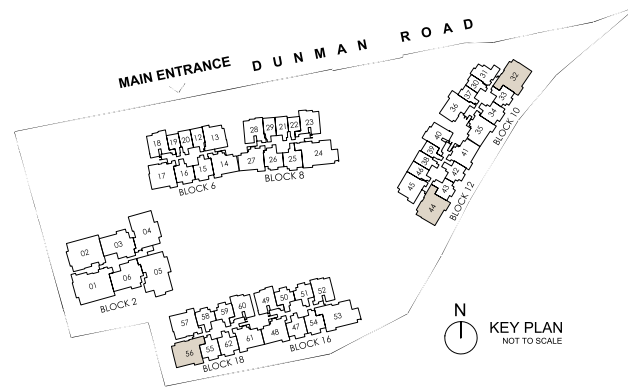 DUNMAN ROAD
MAIN ENTRANCE
18 19 20 12 13
17 16 15 14
BLOCK 6
28 29 21 22 23
27 26 25 24
BLOCK 8
31 32
30
37 33
36 34
35
BLOCK 10
40
39 41
38
46 42
45 43
44
BLOCK 12
02 03 04
01 06 05
BLOCK 2
57 58 59 60
56 55 62 61
BLOCK 18
49 50 51 52
48 47 54 53
BLOCK 16
N
KEY PLAN
NOT TO SCALE